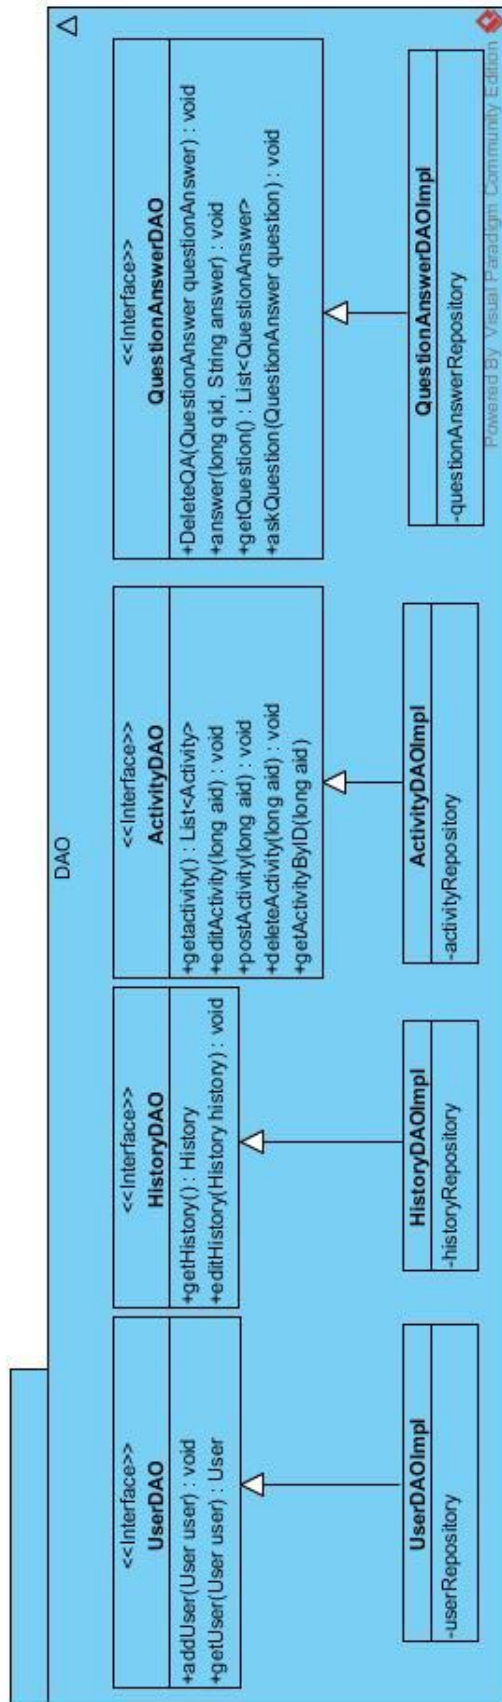 DAO
<<Interface>>
UserDAO
+addUser(User user) : void
+getUser(User user) : User
<<Interface>>
HistoryDAO
+getHistory() : History
+editHistory(History history) : void
<<Interface>>
ActivityDAO
+getactivity() : List<Activity>
+editActivity(long aid) : void
+postActivity(long aid) : void
+deleteActivity(long aid) : void
+getActivityByID(long aid)
<<Interface>>
QuestionAnswerDAO
+DeleteQA(QuestionAnswer questionAnswer) : void
+answer(long qid, String answer) : void
+getQuestion() : List<QuestionAnswer>
+askQuestion(QuestionAnswer question) : void
UserDAOImpl
-userRepository
HistoryDAOImpl
-historyRepository
ActivityDAOImpl
-activityRepository
QuestionAnswerDAOImpl
-questionAnswerRepository
Powered By Visual Paradigm Community Edition